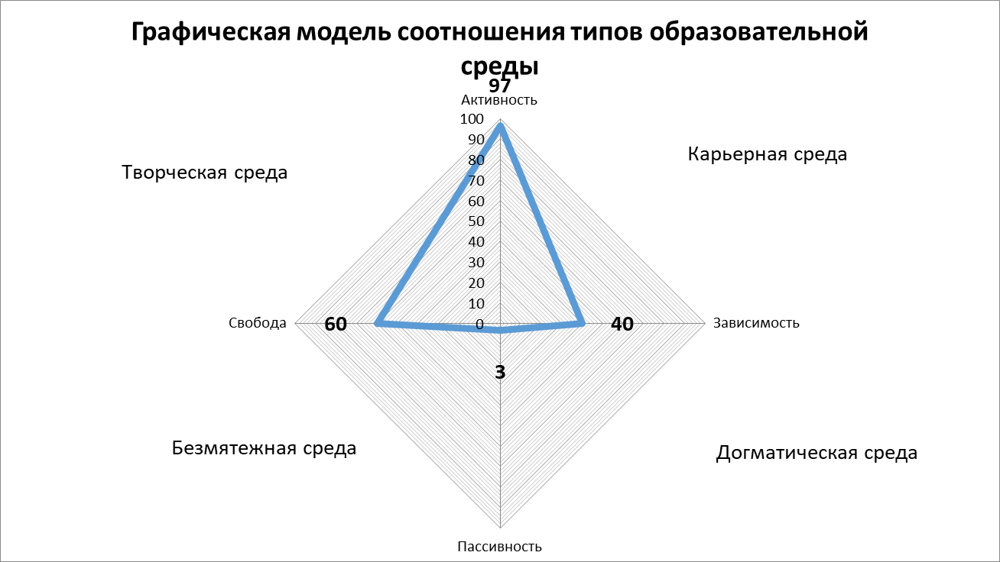 Графическая модель соотношения типов образовательной
среды
97
Активность
100
90
80
70
60
50
40
30
20
10
0
Творческая среда
Карьерная среда
Свобода
60
40
Зависимость
3
Безмятежная среда
Догматическая среда
Пассивность